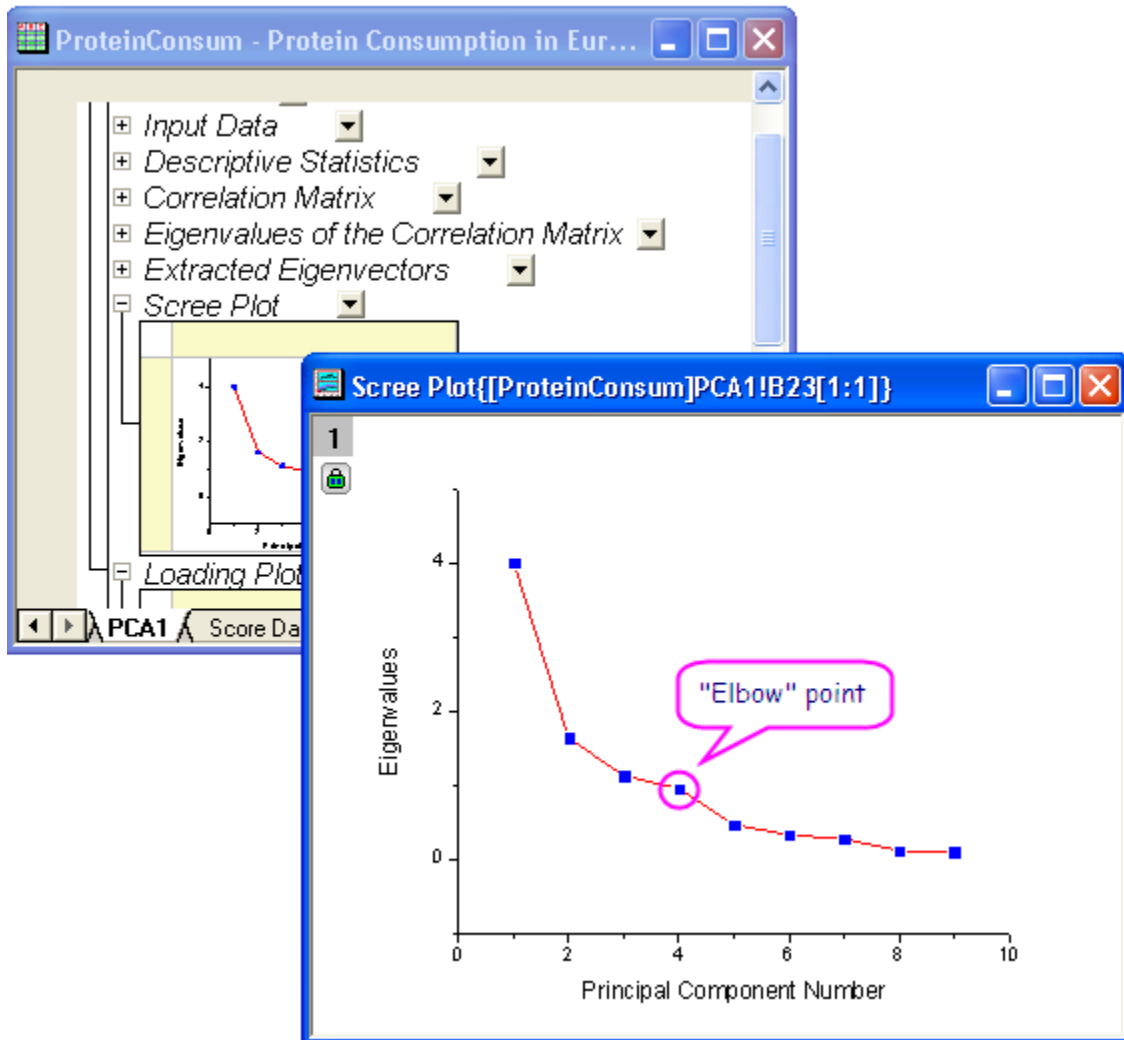 ProteinConsum - Protein Consumption in Eur...
Input Data
Descriptive Statistics
Correlation Matrix
Eigenvalues of the Correlation Matrix
Extracted Eigenvectors
Scree Plot
Loading Plot
PCA1 Score Da
Scree Plot{[ProteinConsum]PCA1!B23[1:1]}
1
"Elbow" point
Eigenvalues
4
2
0
0 2 4 6 8 10
Principal Component Number